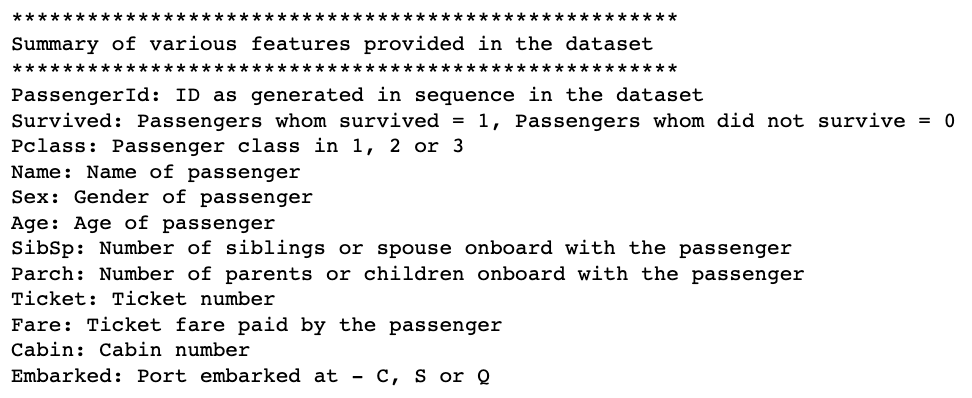 *****************************************************
Summary of various features provided in the dataset
*****************************************************
PassengerId: ID as generated in sequence in the dataset
Survived: Passengers whom survived = 1, Passengers whom did not survive = 0
Pclass: Passenger class in 1, 2 or 3
Name: Name of passenger
Sex: Gender of passenger
Age: Age of passenger
SibSp: Number of siblings or spouse onboard with the passenger
Parch: Number of parents or children onboard with the passenger
Ticket: Ticket number
Fare: Ticket fare paid by the passenger
Cabin: Cabin number
Embarked: Port embarked at - C, S or Q